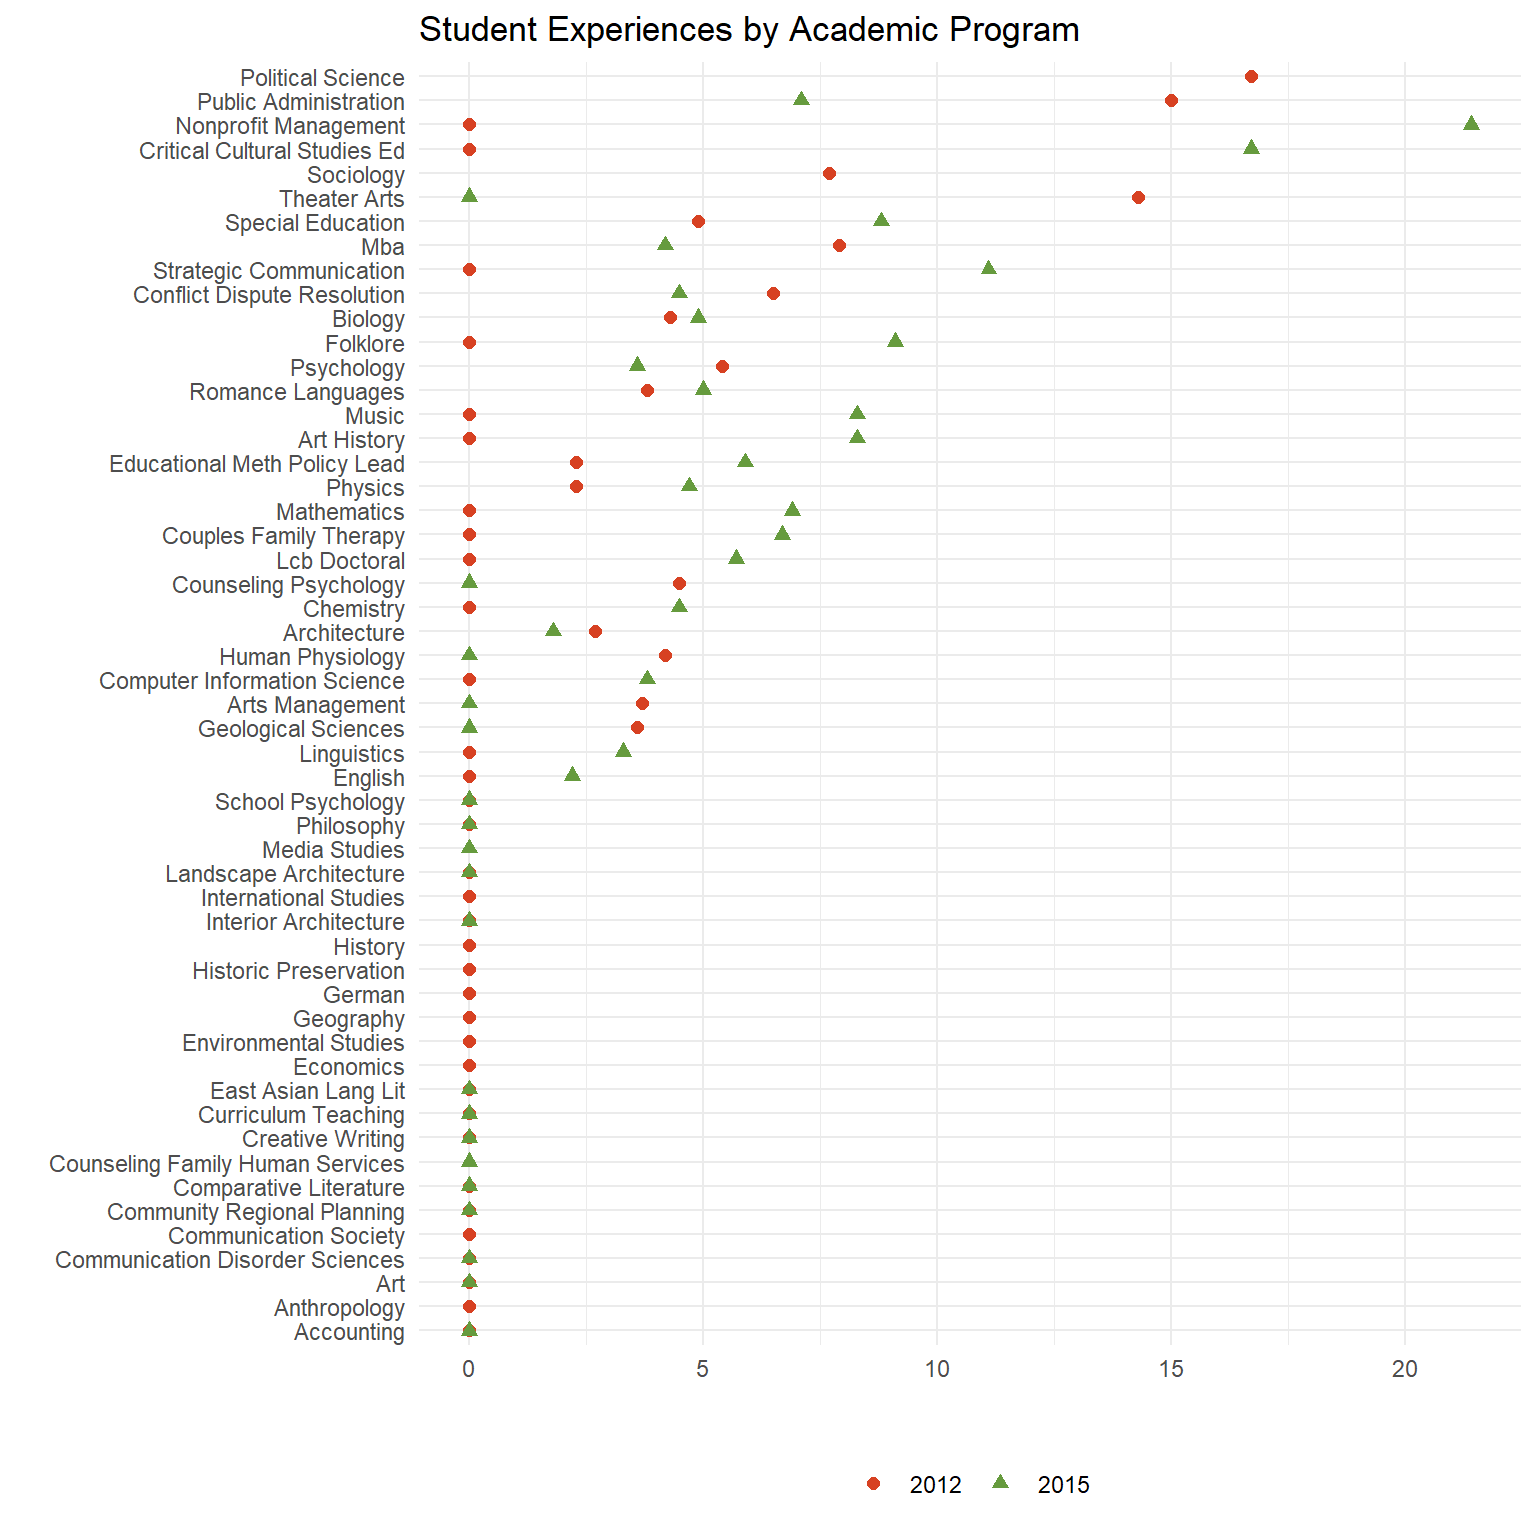 Student Experiences by Academic Program
Political Science
Public Administration
Nonprofit Management
Critical Cultural Studies Ed
Sociology
Theater Arts
Special Education
Mba
Strategic Communication
Conflict Dispute Resolution
Biology
Folklore
Psychology
Romance Languages
Music
Art History
Educational Meth Policy Lead
Physics
Mathematics
Couples Family Therapy
Lcb Doctoral
Counseling Psychology
Chemistry
Architecture
Human Physiology
Computer Information Science
Arts Management
Geological Sciences
Linguistics
English
School Psychology
Philosophy
Media Studies
Landscape Architecture
International Studies
Interior Architecture
History
Historic Preservation
German
Geography
Environmental Studies
Economics
East Asian Lang Lit
Curriculum Teaching
Creative Writing
Counseling Family Human Services
Comparative Literature
Community Regional Planning
Communication Society
Communication Disorder Sciences
Art
Anthropology
Accounting
0 5 10 15 20
2012 2015